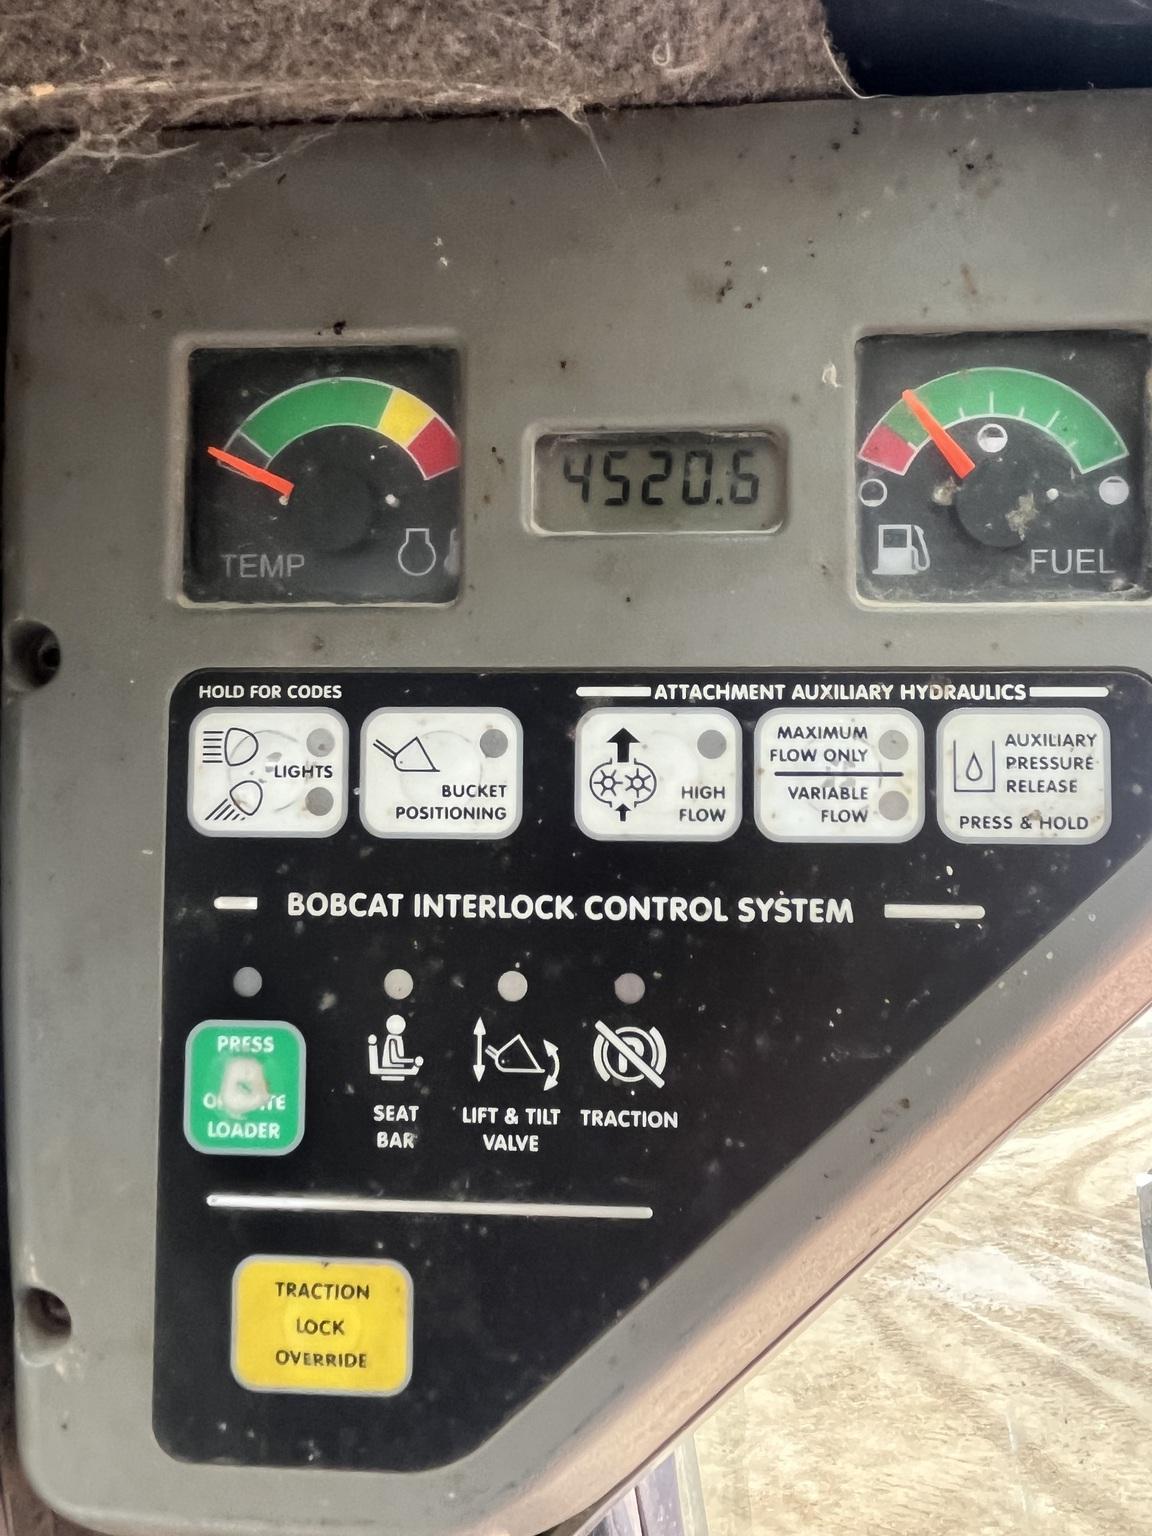 4520.6
TEMP
FUEL
HOLD FOR CODES
ATTACHMENT AUXILIARY HYDRAULICS
LIGHTS
BUCKET
POSITIONING
HIGH
FLOW
MAXIMUM
FLOW ONLY
VARIABLE
FLOW
AUXILIARY
PRESSURE
RELEASE
PRESS & HOLD
BOBCAT INTERLOCK CONTROL SYSTEM
PRESS
LOADER
SEAT
BAR
LIFT & TILT
VALVE
P
TRACTION
TRACTION
LOCK
OVERRIDE